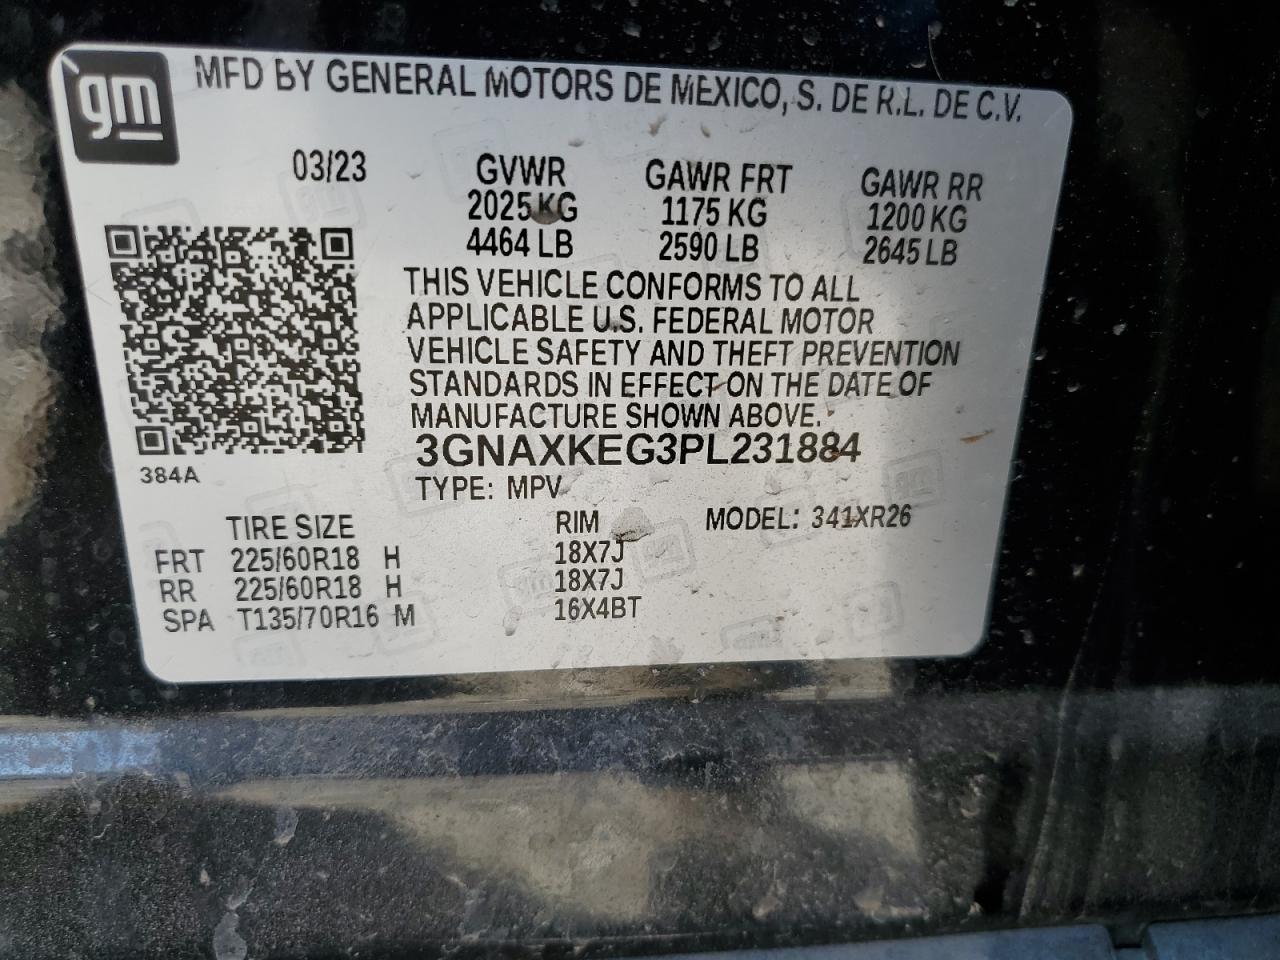 gm
MFD BY GENERAL MOTORS DE MEXICO, S. DE R.L. DE C.V.
03/23 GVWR GAWR FRT GAWR RR
2025 KG 1175 KG 1200 KG
4464 LB 2590 LB 2645 LB
THIS VEHICLE CONFORMS TO ALL
APPLICABLE U.S. FEDERAL MOTOR
VEHICLE SAFETY AND THEFT PREVENTION
STANDARDS IN EFFECT ON THE DATE OF
MANUFACTURE SHOWN ABOVE.
3GNAXKEG3PL231884
384A
TYPE: MPV
TIRE SIZE RIM MODEL: 341XR26
FRT 225/60R18 H 18X7J
RR 225/60R18 H 18X7J
SPA T135/70R16 M 16X4BT